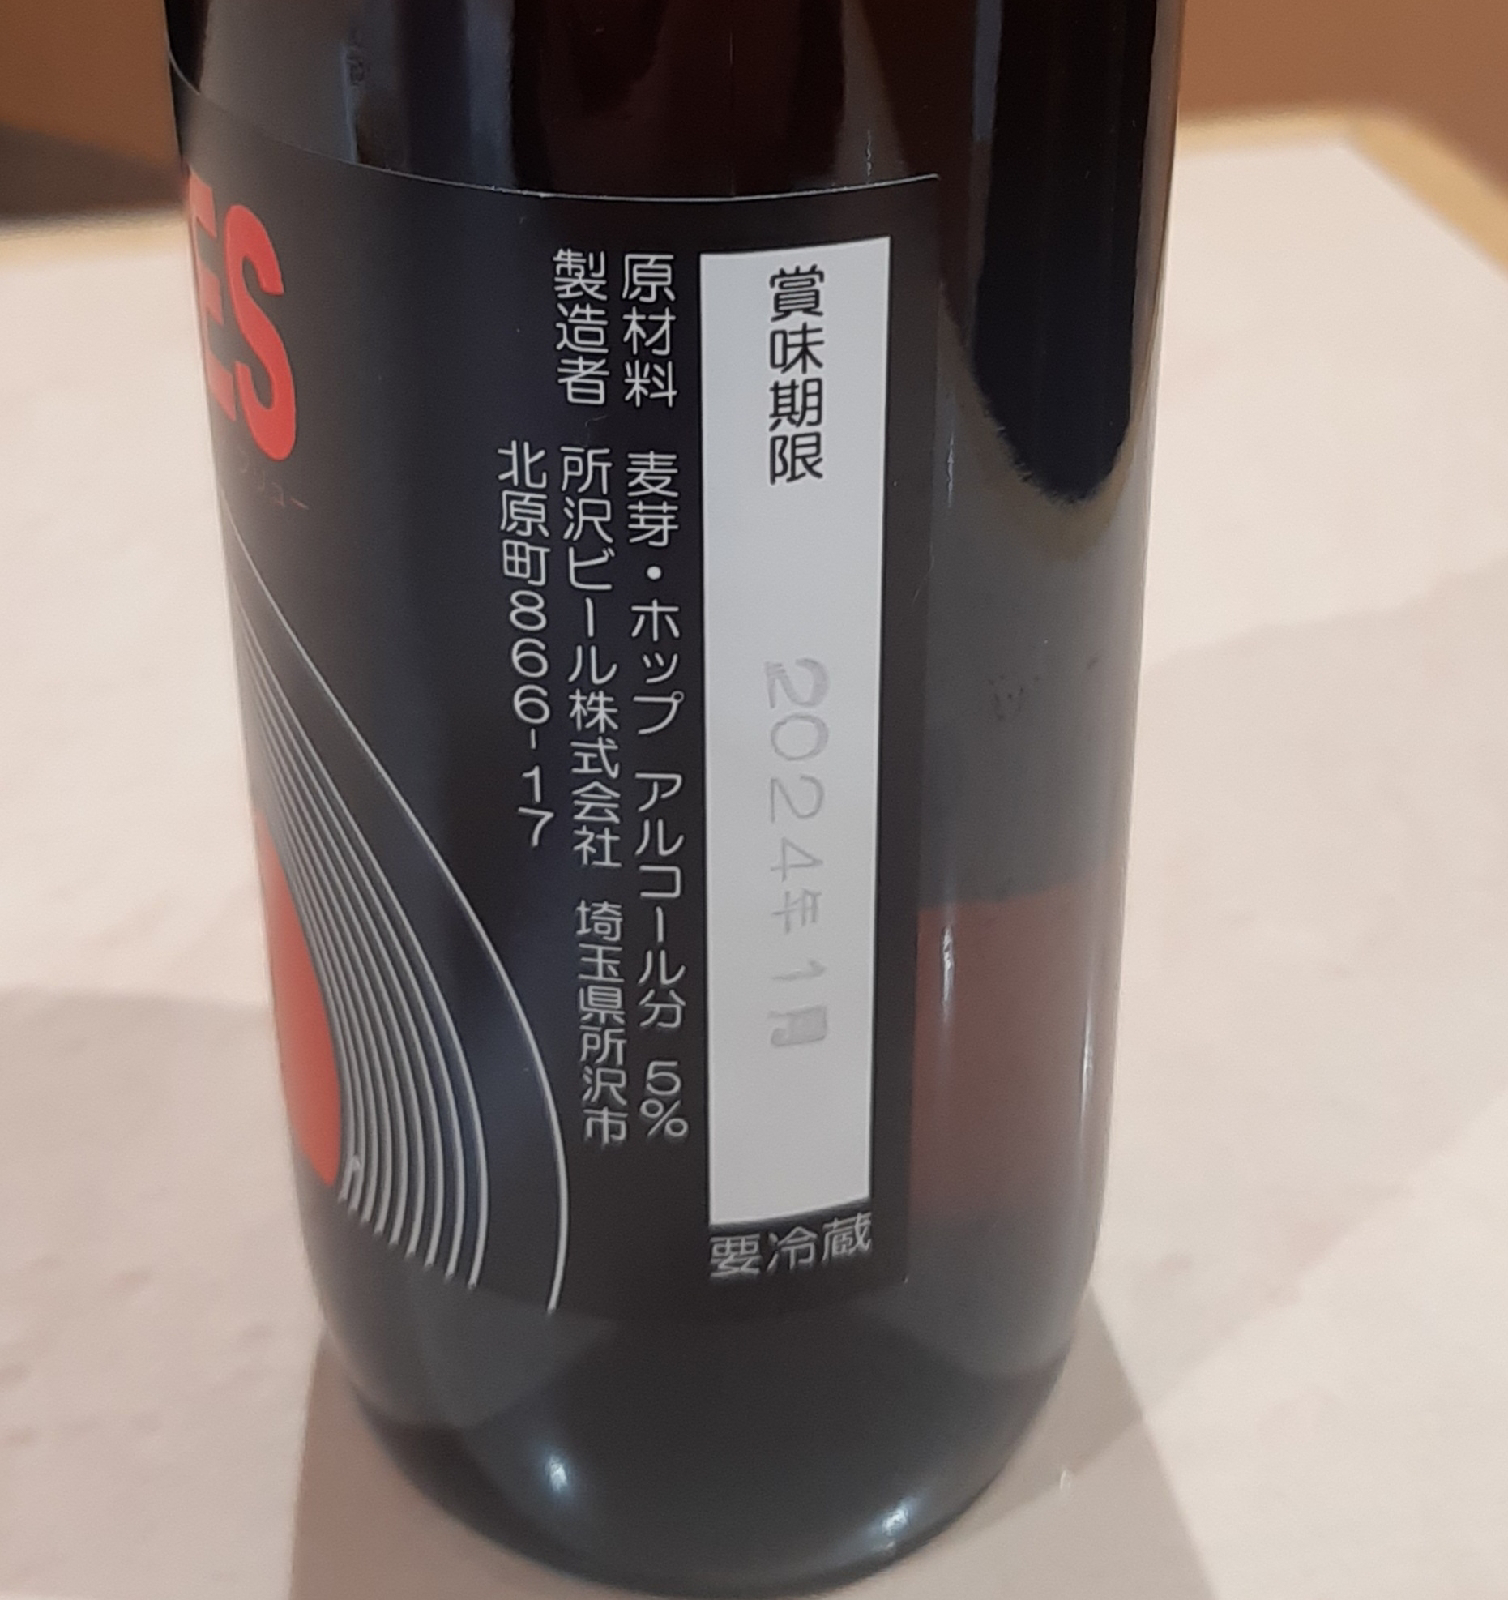 賞味期限 2024年1月
原材料 麦芽・ホップ アルコール分 5%
製造者 所沢ビール株式会社 埼玉県所沢市
北原町866-17
要冷蔵
ES